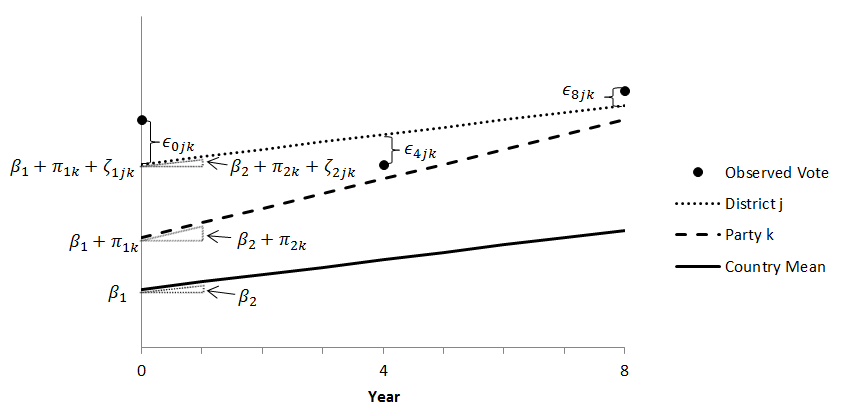 ϵ₈ⱼₖ
ϵ₀ⱼₖ
ϵ₄ⱼₖ
β₁ + π₁ₖ + ζ₁ⱼₖ
β₂ + π₂ₖ + ζ₂ⱼₖ
Observed Vote
District j
β₁ + π₁ₖ
β₂ + π₂ₖ
Party k
Country Mean
β₁
β₂
0 4 8
Year